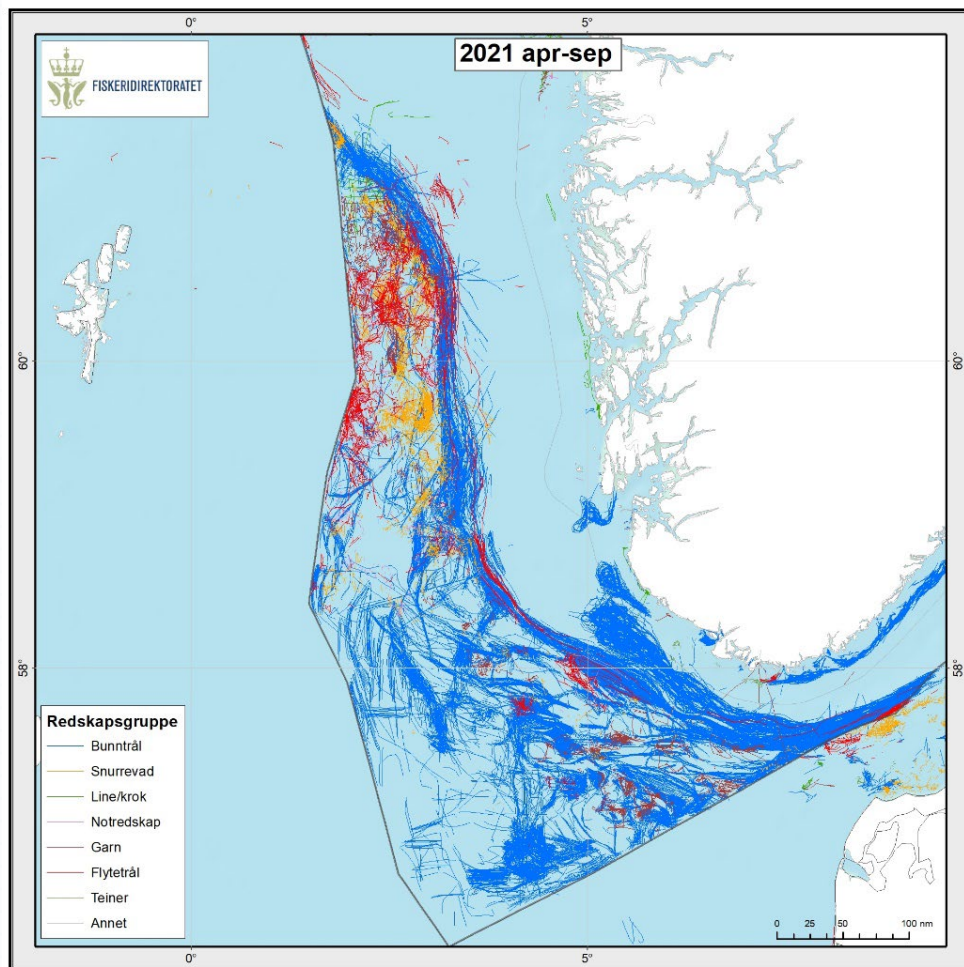 0°
5°
2021 apr-sep
FISKERIDIREKTORATET
60°
60°
58°
58°
Redskapsgruppe
Bunntrål
Snurrevad
Line/krok
Notredskap
Garn
Flytetrål
Teiner
Annet
0 25 50 100 nm
0°
5°